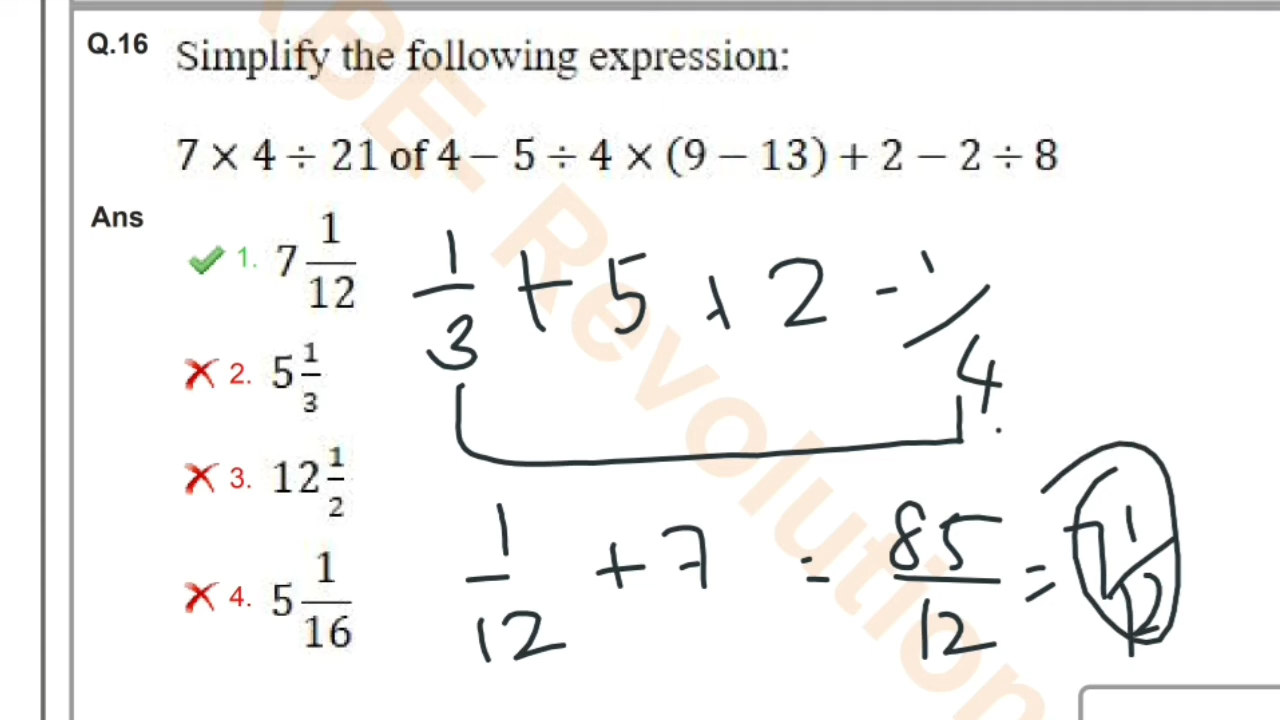 Q.16 Simplify the following expression:
7 × 4 ÷ 21 of 4 − 5 ÷ 4 × (9 − 13) + 2 − 2 ÷ 8
Ans
1. 7 1/12
2. 5 1/3
3. 12 1/2
4. 5 1/16
1/3 + 5 + 2 - 1/4
1/12 + 7 = 85/12 = 7 1/12
RBE- Revolution